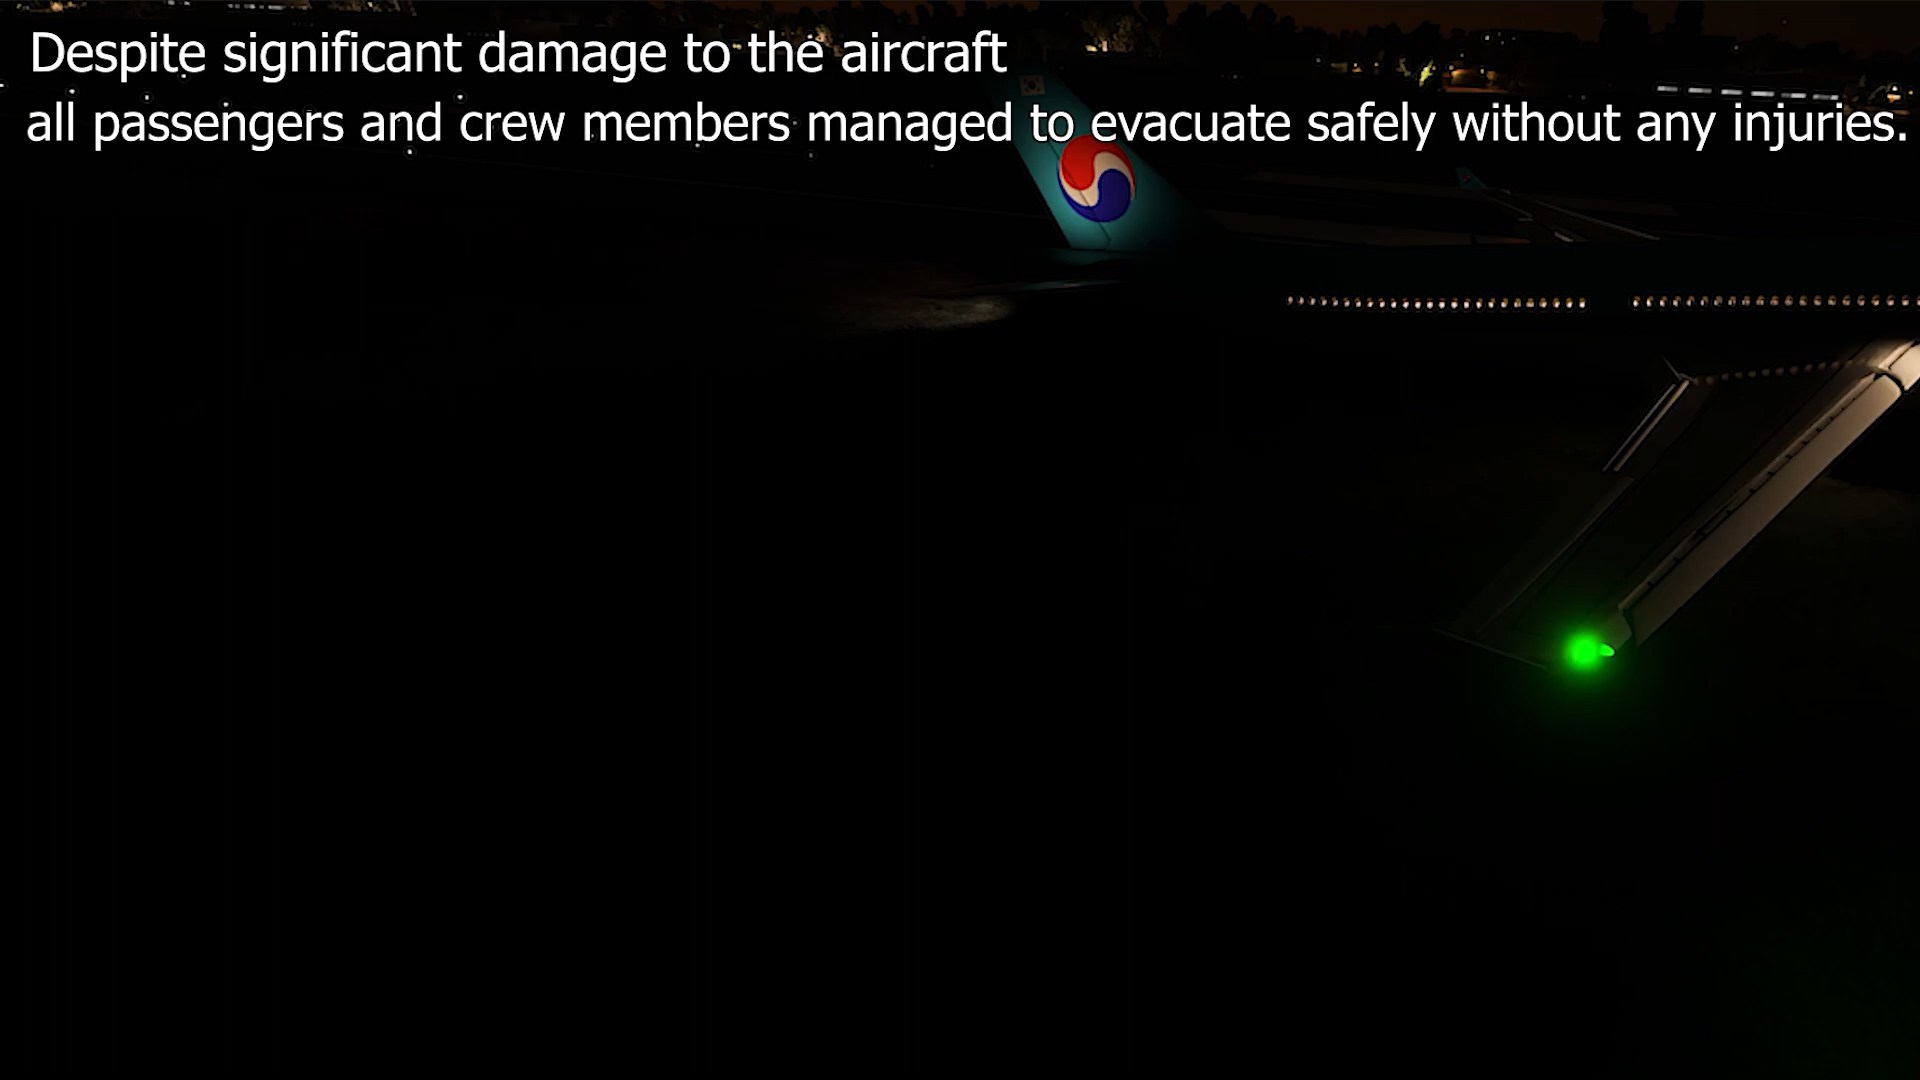 Despite significant damage to the aircraft
all passengers and crew members managed to evacuate safely without any injuries.